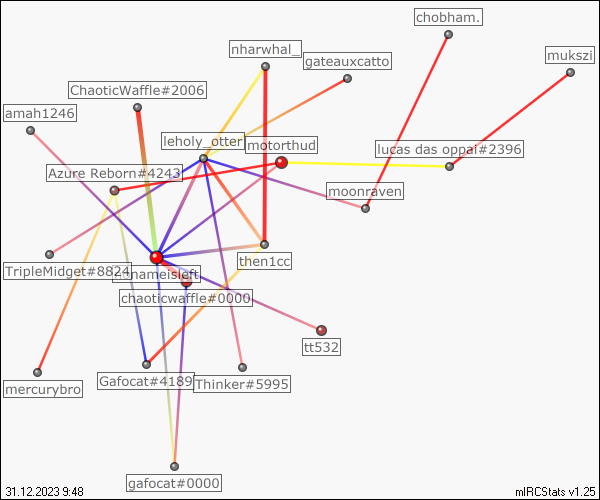 chobham.
nharwhal_
mukszi
gateauxcatto
ChaoticWaffle#2006
amah1246
leholy_otter
motorthud
lucas das oppai#2396
Azure Reborn#4243
moonraven
then1cc
TripleMidget#8824
nameisleft
chaoticwaffle#0000
tt532
Gafocat#4189
Thinker#5995
mercurybro
gafocat#0000
31.12.2023 9:48
mIRCStats v1.25